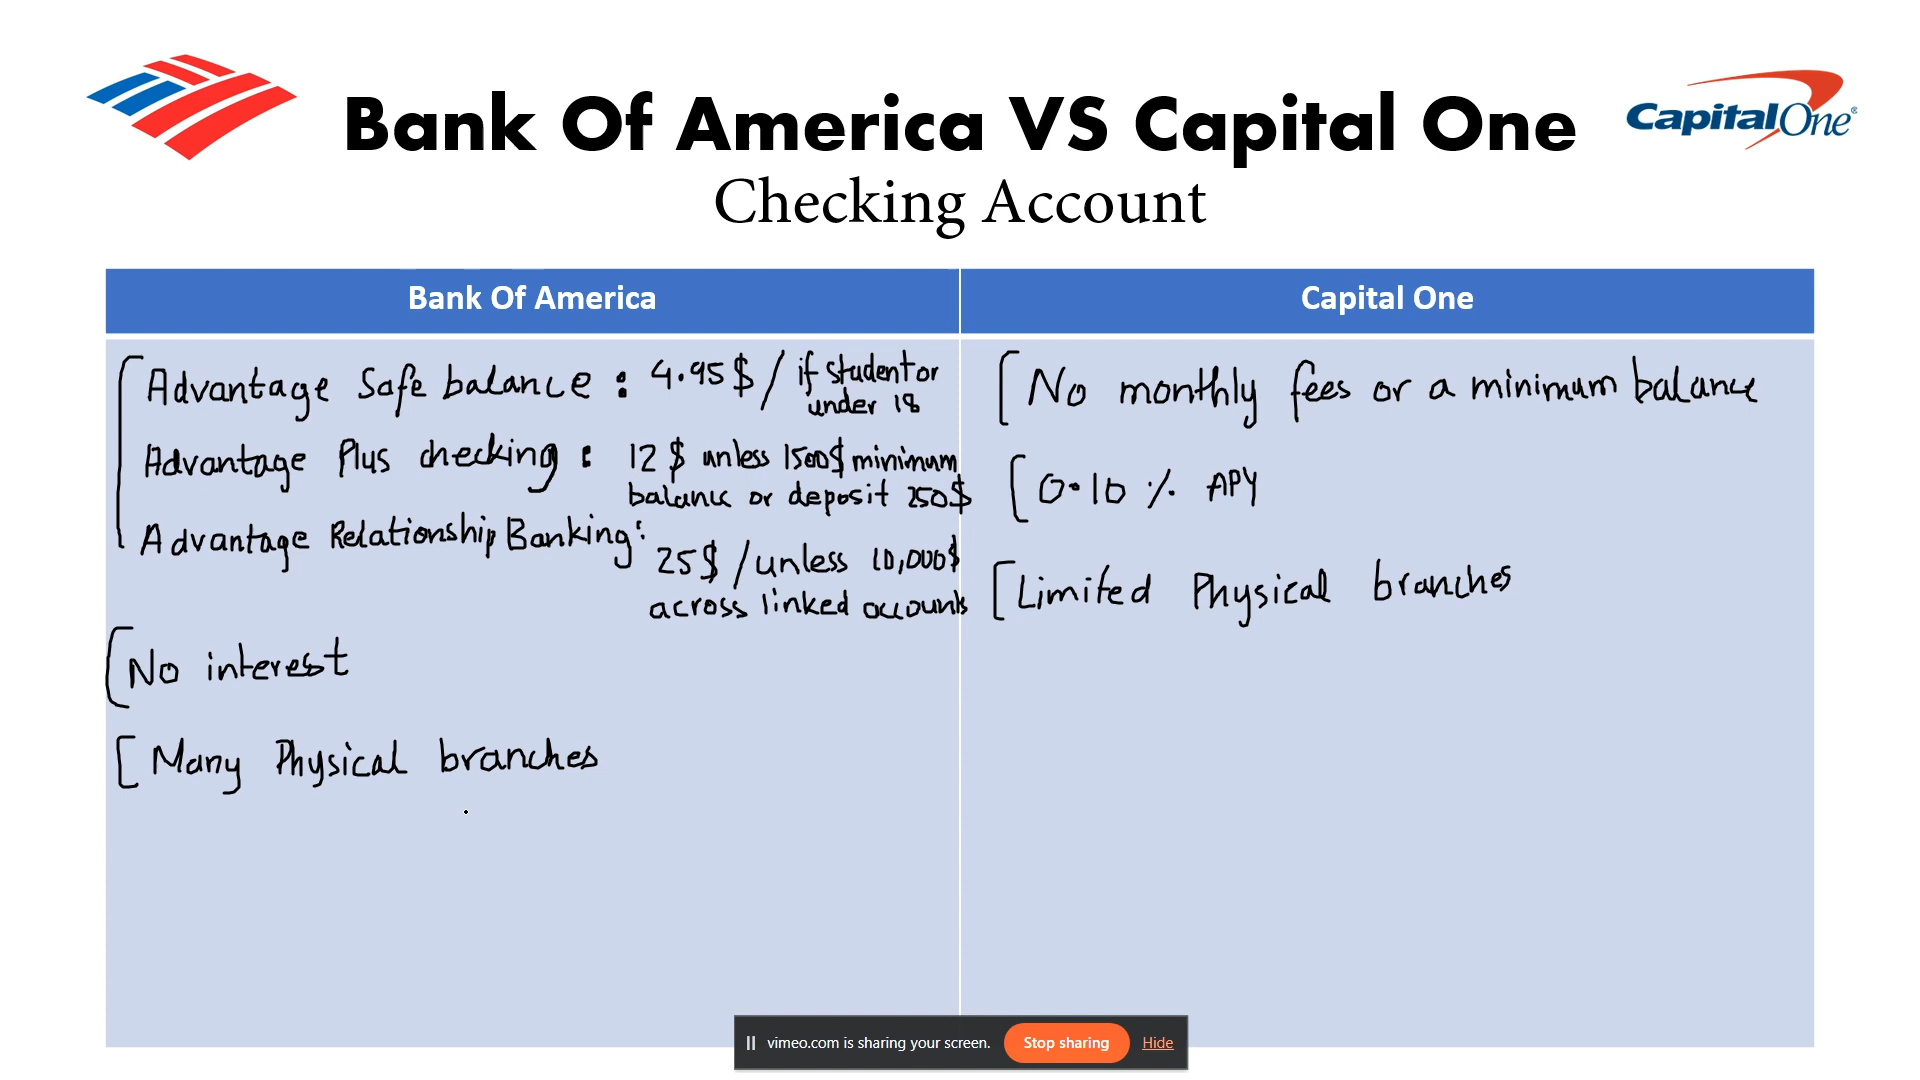 Bank Of America VS Capital One
CapitalOne®
Checking Account
Bank Of America
Capital One
Advantage Safe balance : 4.95$ / if student or
under 18
Advantage Plus checking : 12$ unless 1500$ minimum
balance or deposit 250$
Advantage Relationship Banking:
25$ / unless 10,000$
across linked accounts
No interest
Many Physical branches
No monthly fees or a minimum balance
0.10 % APY
Limited Physical branches
vimeo.com is sharing your screen.
Stop sharing
Hide